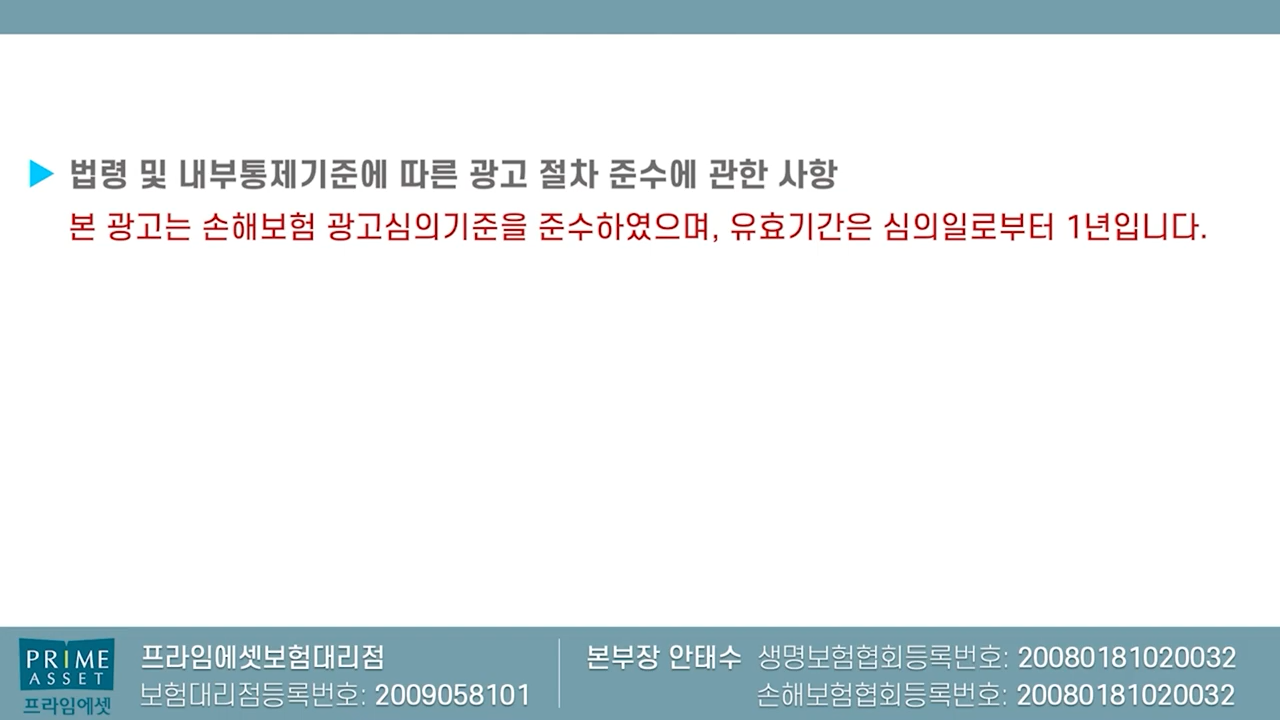 ▶ 법령 및 내부통제기준에 따른 광고 절차 준수에 관한 사항
본 광고는 손해보험 광고심의기준을 준수하였으며, 유효기간은 심의일로부터 1년입니다.
PRIME
ASSET
프라임에셋
프라임에셋보험대리점
보험대리점등록번호: 2009058101
본부장 안태수 생명보험협회등록번호: 20080181020032
손해보험협회등록번호: 20080181020032